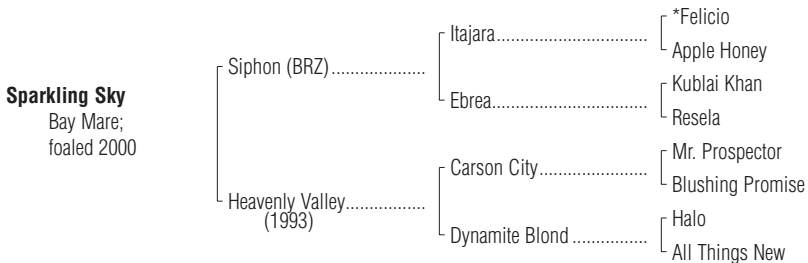 Sparkling Sky
Bay Mare;
foaled 2000
Siphon (BRZ)....................
Heavenly Valley.................
(1993)
Itajara................................
Ebrea.................................
Carson City.......................
Dynamite Blond ................
*Felicio
Apple Honey
Kublai Khan
Resela
Mr. Prospector
Blushing Promise
Halo
All Things New